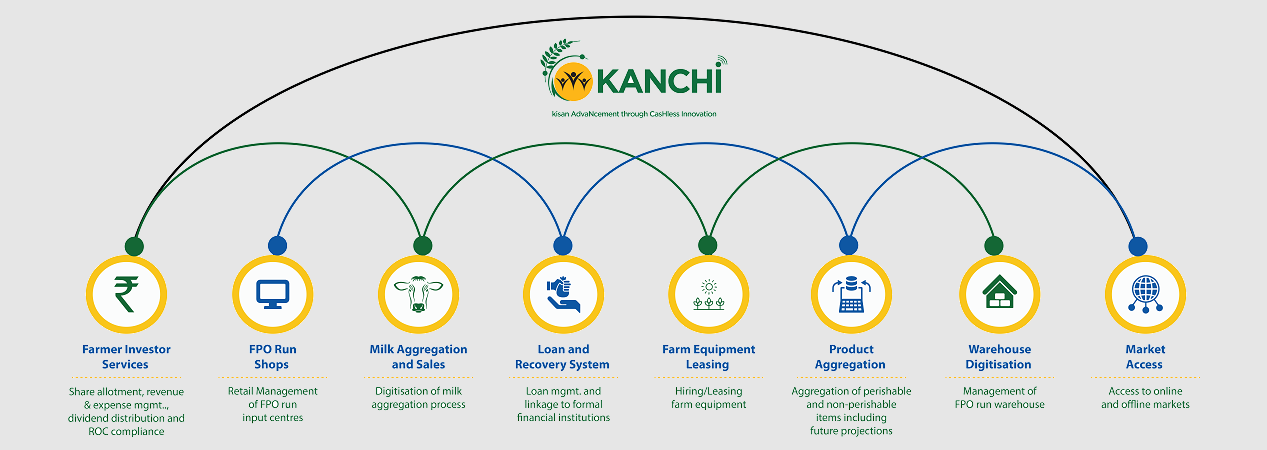 KANCHI
kisan AdvaNcement through CasHless Innovation
Farmer Investor
Services
Share allotment, revenue
& expense mgmt..,
dividend distribution and
ROC compliance
FPO Run
Shops
Retail Management
of FPO run
input centres
Milk Aggregation
and Sales
Digitisation of milk
aggregation process
Loan and
Recovery System
Loan mgmt. and
linkage to formal
financial institutions
Farm Equipment
Leasing
Hiring/Leasing
farm equipment
Product
Aggregation
Aggregation of perishable
and non-perishable
items including
future projections
Warehouse
Digitisation
Management of
FPO run warehouse
Market
Access
Access to online
and offline markets